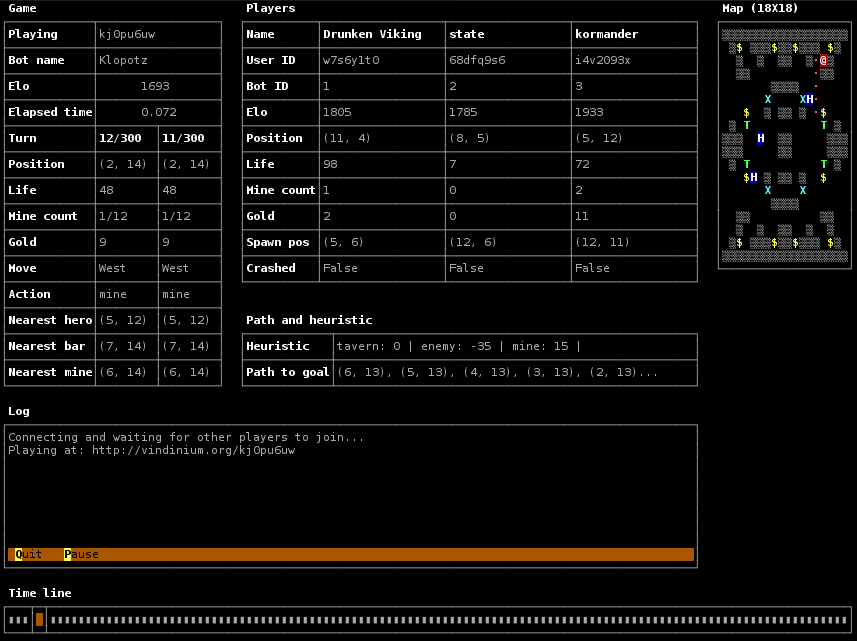 Game
Playing kj0pu6uw
Bot name Klopotz
Elo 1693
Elapsed time 0.072
Turn 12/300 11/300
Position (2, 14) (2, 14)
Life 48 48
Mine count 1/12 1/12
Gold 9 9
Move West West
Action mine mine
Nearest hero (5, 12) (5, 12)
Nearest bar (7, 14) (7, 14)
Nearest mine (6, 14) (6, 14)
Players
Name Drunken Viking state kormander
User ID w7s6y1t0 68dfq9s6 i4v2093x
Bot ID 1 2 3
Elo 1805 1785 1933
Position (11, 4) (8, 5) (5, 12)
Life 98 7 72
Mine count 1 0 2
Gold 2 0 11
Spawn pos (5, 6) (12, 6) (12, 11)
Crashed False False False
Path and heuristic
Heuristic tavern: 0 | enemy: -35 | mine: 15 |
Path to goal (6, 13), (5, 13), (4, 13), (3, 13), (2, 13)...
Map (18X18)
$ $ $ $
@
X X H
$ $
T T
H
T T
$ H $
X X
$ $ $ $
Log
Connecting and waiting for other players to join...
Playing at: http://vindinium.org/kj0pu6uw
Quit Pause
Time line